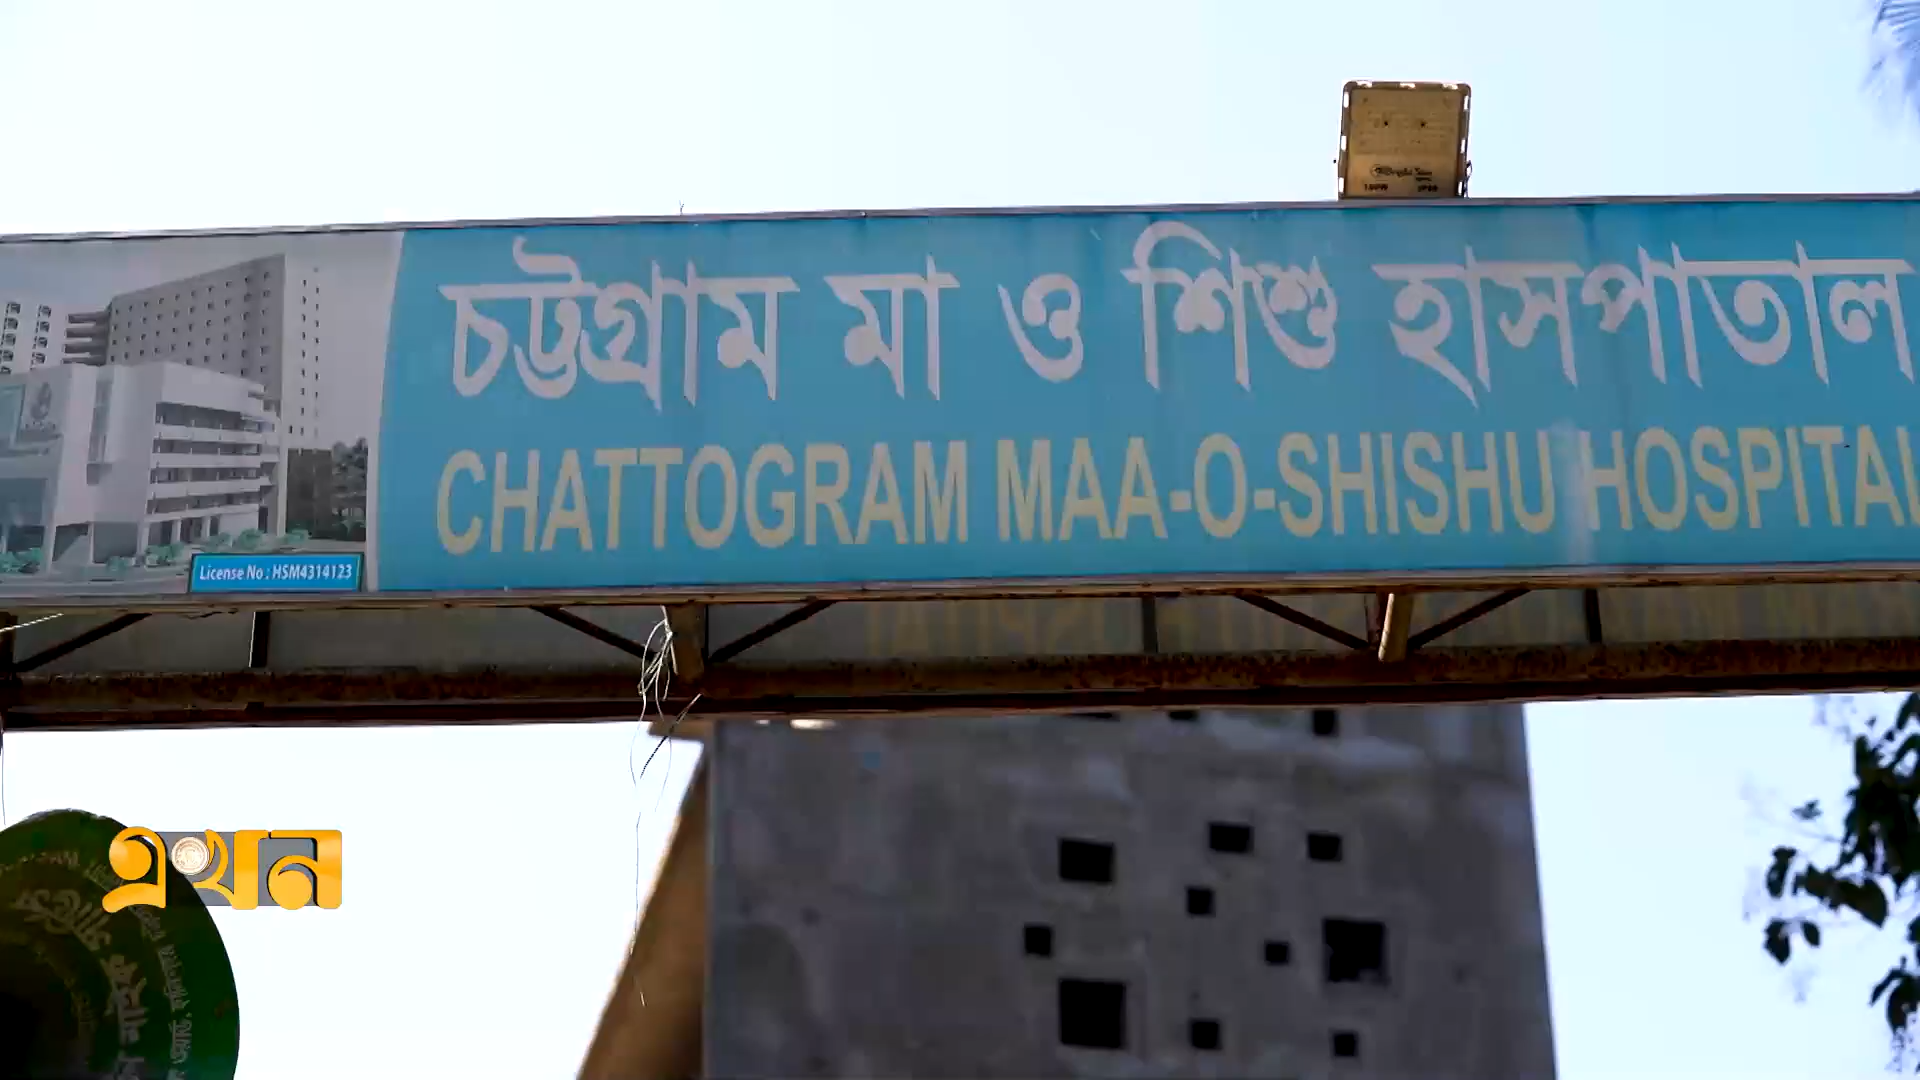 চট্টগ্রাম মা ও শিশু হাসপাতাল
CHATTOGRAM MAA-O-SHISHU HOSPITAL
License No : HSM4314123
এখন